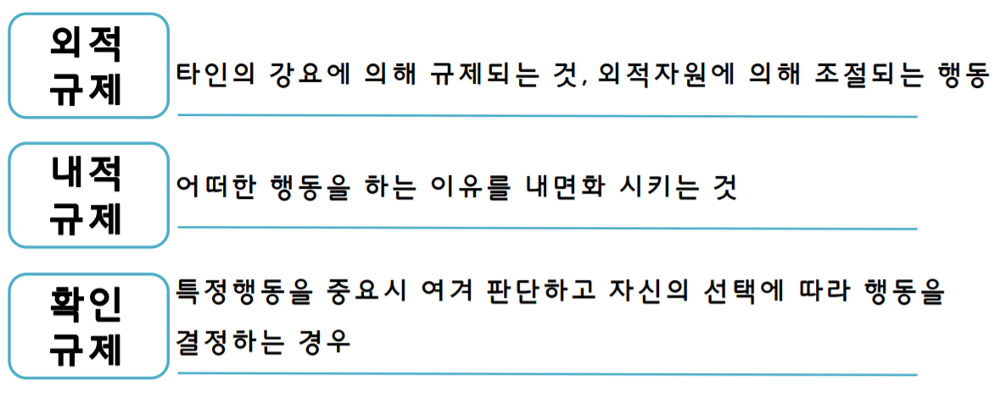 외적
규제
타인의 강요에 의해 규제되는 것, 외적자원에 의해 조절되는 행동
내적
규제
어떠한 행동을 하는 이유를 내면화 시키는 것
확인
규제
특정행동을 중요시 여겨 판단하고 자신의 선택에 따라 행동을
결정하는 경우